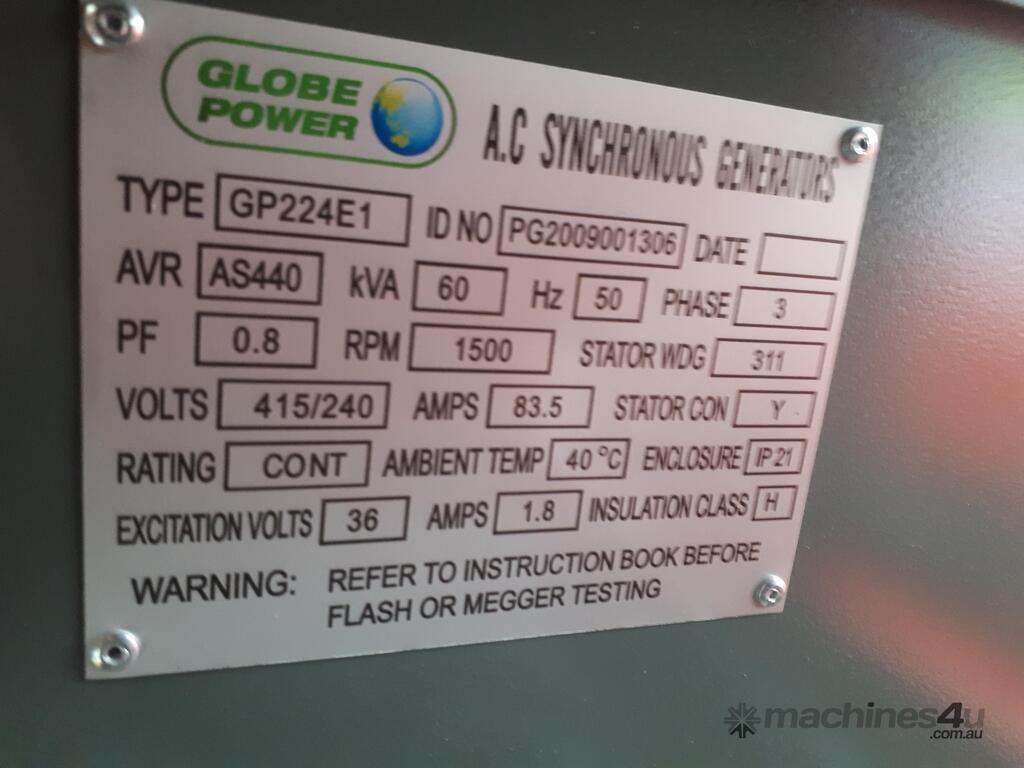 GLOBE
POWER
A.C SYNCHRONOUS GENERATORS
TYPE GP224E1 ID NO PG2009001306 DATE
AVR AS440 kVA 60 Hz 50 PHASE 3
PF 0.8 RPM 1500 STATOR WDG 311
VOLTS 415/240 AMPS 83.5 STATOR CON Y
RATING CONT AMBIENT TEMP 40 °C ENCLOSURE IP 21
EXCITATION VOLTS 36 AMPS 1.8 INSULATION CLASS H
WARNING: REFER TO INSTRUCTION BOOK BEFORE
FLASH OR MEGGER TESTING
machines4u
.com.au